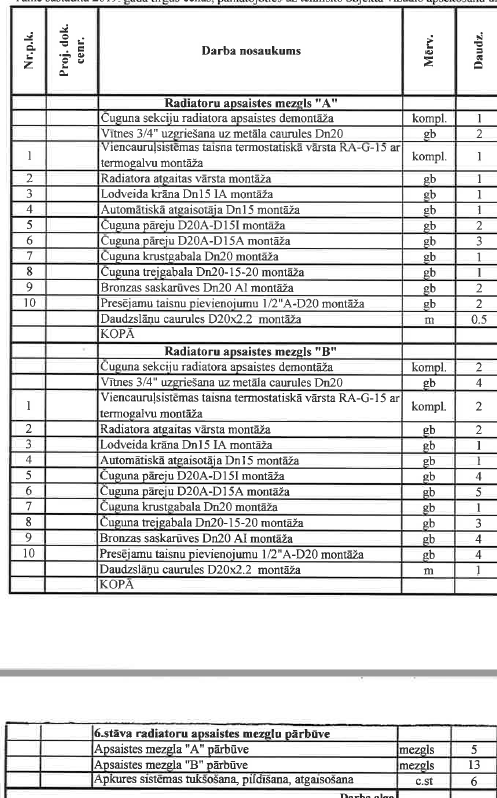 Tāme sastādīta 2019. gada tirgus cenās, pamatojoties uz tehnisko objekta vizuālo apsekošanu un
Nr.p.k. Proj. dok. cenr. Darba nosaukums Mērv. Daudz.
Radiatoru apsaistes mezgls "A"
Čuguna sekciju radiatora apsaistes demontāža kompl. 1
Vītnes 3/4" uzgriešana uz metāla caurules Dn20 gb 2
1 Viencauruļsistēmas taisna termostatiskā vārsta RA-G-15 ar
termogalvu montāža kompl. 1
2 Radiatora atgaitas vārsta montāža gb 1
3 Lodveida krāna Dn15 IA montāža gb 1
4 Automātiskā atgaisotāja Dn15 montāža gb 1
5 Čuguna pāreju D20A-D15I montāža gb 2
6 Čuguna pāreju D20A-D15A montāža gb 3
7 Čuguna krustgabala Dn20 montāža gb 1
8 Čuguna trejgabala Dn20-15-20 montāža gb 1
9 Bronzas saskarūves Dn20 AI montāža gb 2
10 Presējamu taisnu pievienojumu 1/2"A-D20 montāža gb 2
Daudzslāņu caurules D20x2.2 montāža m 0.5
KOPĀ
Radiatoru apsaistes mezgls "B"
Čuguna sekciju radiatora apsaistes demontāža kompl. 2
Vītnes 3/4" uzgriešana uz metāla caurules Dn20 gb 4
1 Viencauruļsistēmas taisna termostatiskā vārsta RA-G-15 ar
termogalvu montāža kompl. 2
2 Radiatora atgaitas vārsta montāža gb 2
3 Lodveida krāna Dn15 IA montāža gb 1
4 Automātiskā atgaisotāja Dn15 montāža gb 1
5 Čuguna pāreju D20A-D15I montāža gb 4
6 Čuguna pāreju D20A-D15A montāža gb 5
7 Čuguna krustgabala Dn20 montāža gb 1
8 Čuguna trejgabala Dn20-15-20 montāža gb 3
9 Bronzas saskarūves Dn20 AI montāža gb 4
10 Presējamu taisnu pievienojumu 1/2"A-D20 montāža gb 4
Daudzslāņu caurules D20x2.2 montāža m 1
KOPĀ
6.stāva radiatoru apsaistes mezglu pārbūve
Apsaistes mezgla "A" pārbūve mezgls 5
Apsaistes mezgla "B" pārbūve mezgls 13
Apkures sistēmas tukšošana, pildīšana, atgaisošana c.st 6
Darba alga